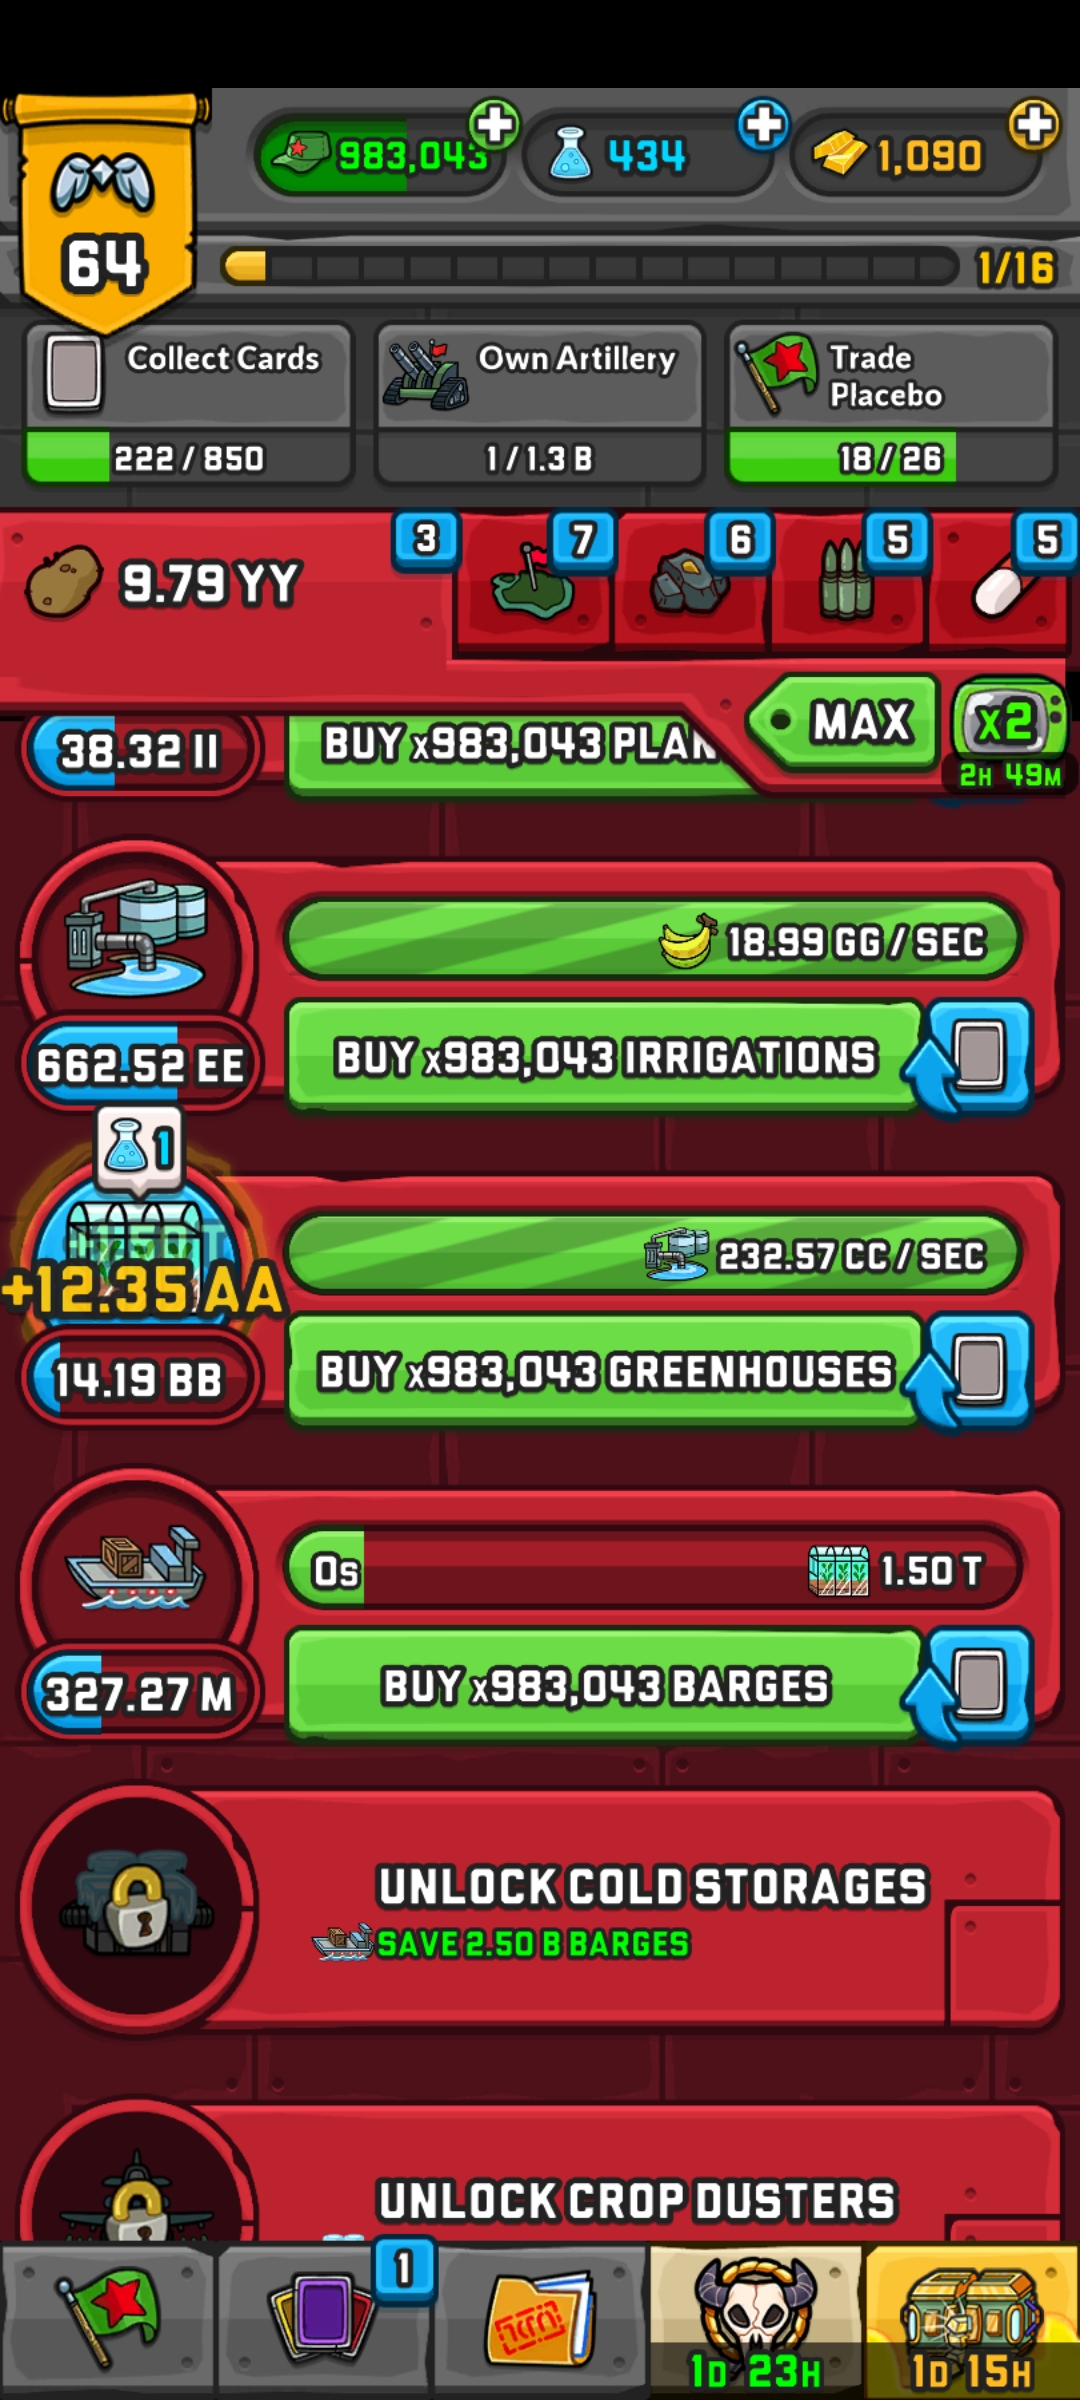 983,043
434
1,090
64
1/16
Collect Cards
222 / 850
Own Artillery
1 / 1.3 B
Trade
Placebo
18 / 26
9.79 YY
3
7
6
5
5
MAX
x2
2H 49M
38.32 II
BUY x983,043 PLAN
18.99 GG / SEC
662.52 EE
BUY x983,043 IRRIGATIONS
1
232.57 CC / SEC
+12.35 AA
14.19 BB
BUY x983,043 GREENHOUSES
0s
1.50 T
327.27 M
BUY x983,043 BARGES
UNLOCK COLD STORAGES
SAVE 2.50 B BARGES
UNLOCK CROP DUSTERS
1
1D 23H
1D 15H